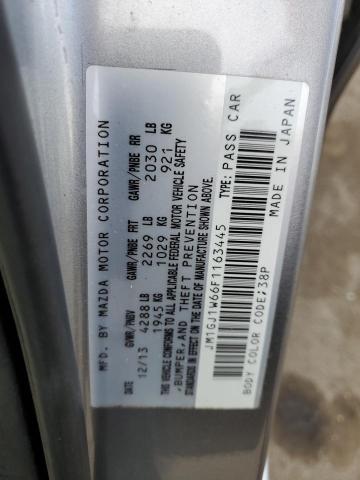 MFD. BY MAZDA MOTOR CORPORATION
GVWR/PNBV GAWR/PNBE FRT GAWR/PNBE RR
12/13 4288 LB 2269 LB 2030 LB
1945 KG 1029 KG 921 KG
THIS VEHICLE CONFORMS TO ALL APPLICABLE FEDERAL MOTOR VEHICLE SAFETY
, BUMPER, AND THEFT PREVENTION
STANDARDS IN EFFECT ON THE DATE OF MANUFACTURE SHOWN ABOVE.
JM1GJ1W66F1163445 TYPE: PASS CAR
BODY COLOR CODE/38P MADE IN JAPAN